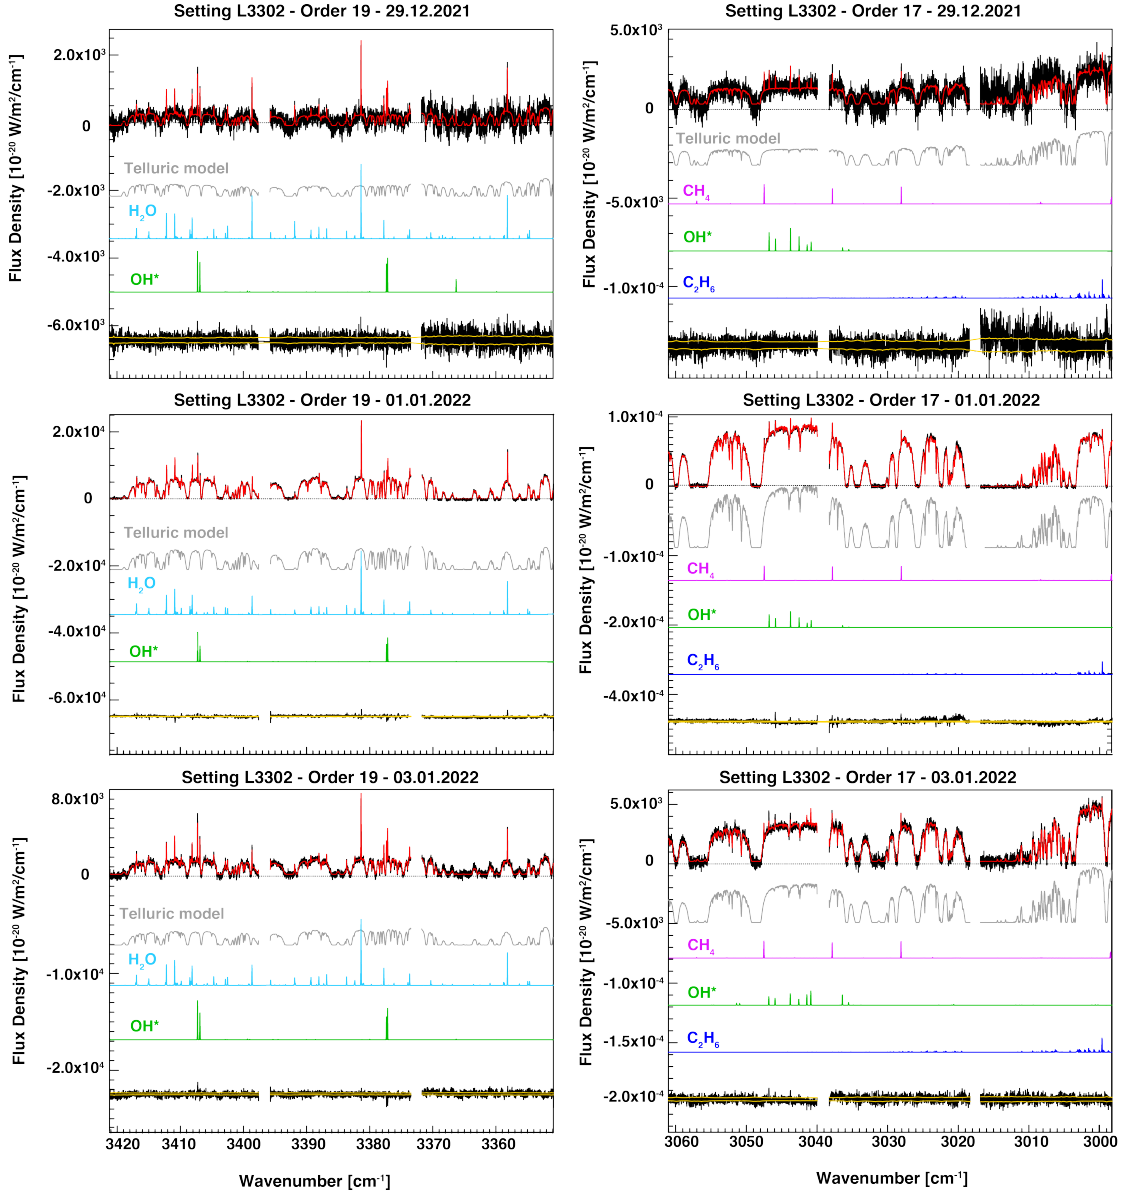 Setting L3302 - Order 19 - 29.12.2021
Flux Density [10⁻²⁰ W/m²/cm⁻¹]
2.0x10³
0
-2.0x10³
-4.0x10³
-6.0x10³
Telluric model
H₂O
OH*
Setting L3302 - Order 17 - 29.12.2021
Flux Density [10⁻²⁰ W/m²/cm⁻¹]
5.0x10³
0
-5.0x10³
-1.0x10⁻⁴
Telluric model
CH₄
OH*
C₂H₆
Setting L3302 - Order 19 - 01.01.2022
Flux Density [10⁻²⁰ W/m²/cm⁻¹]
2.0x10⁴
0
-2.0x10⁴
-4.0x10⁴
-6.0x10⁴
Telluric model
H₂O
OH*
Setting L3302 - Order 17 - 01.01.2022
Flux Density [10⁻²⁰ W/m²/cm⁻¹]
1.0x10⁻⁴
0
-1.0x10⁻⁴
-2.0x10⁻⁴
-4.0x10⁻⁴
Telluric model
CH₄
OH*
C₂H₆
Setting L3302 - Order 19 - 03.01.2022
Flux Density [10⁻²⁰ W/m²/cm⁻¹]
8.0x10³
0
-1.0x10⁴
-2.0x10⁴
Telluric model
H₂O
OH*
3420 3410 3400 3390 3380 3370 3360
Wavenumber [cm⁻¹]
Setting L3302 - Order 17 - 03.01.2022
Flux Density [10⁻²⁰ W/m²/cm⁻¹]
5.0x10³
0
-5.0x10³
-1.0x10⁻⁴
-1.5x10⁻⁴
-2.0x10⁻⁴
Telluric model
CH₄
OH*
C₂H₆
3060 3050 3040 3030 3020 3010 3000
Wavenumber [cm⁻¹]